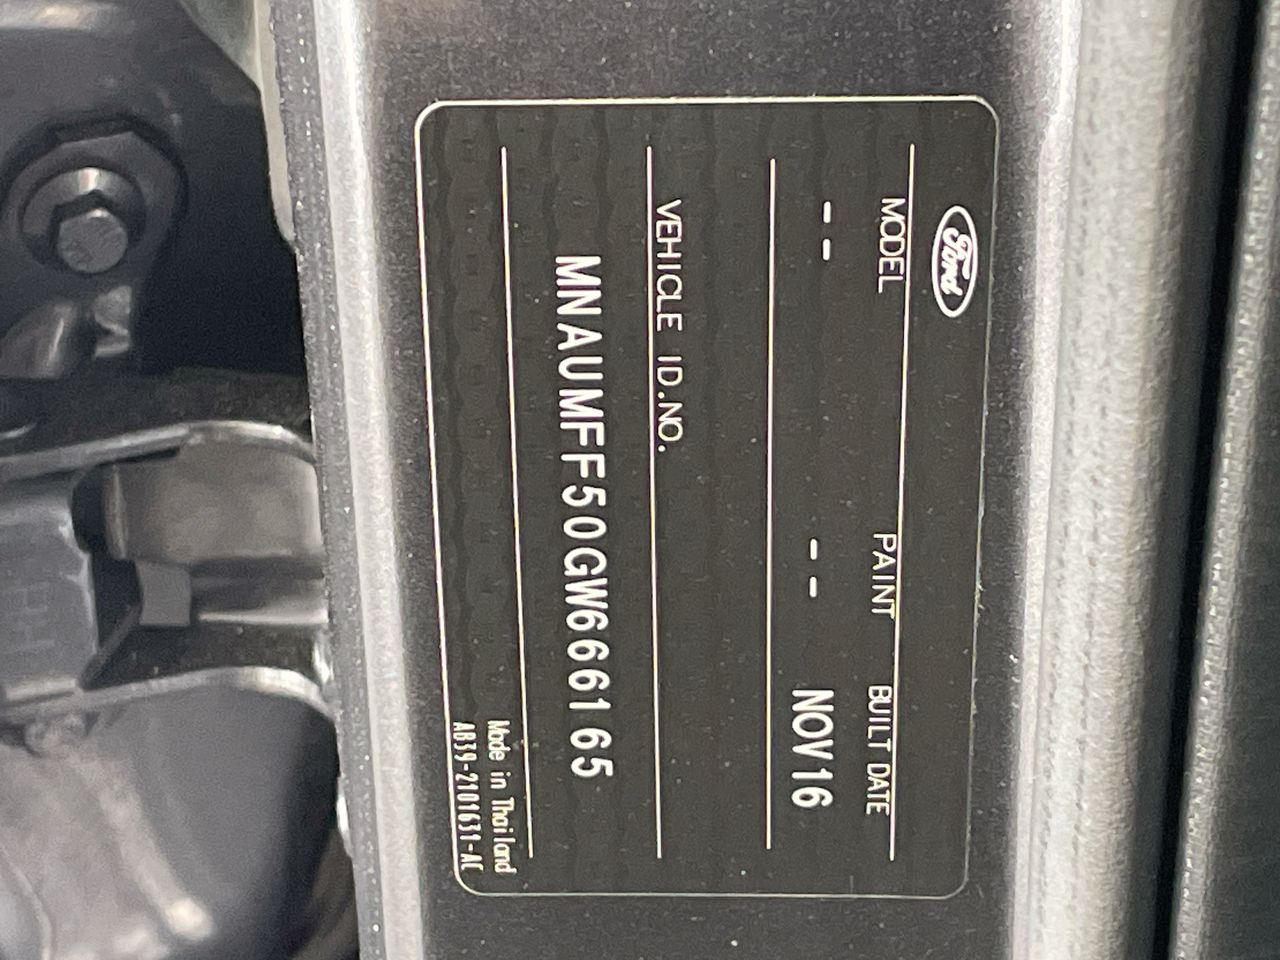 Ford
MODEL PAINT BUILT DATE
-- -- NOV16
VEHICLE ID.NO.
MNAUMFF50GW666165
Made in Thailand
AB39-2101631-AC